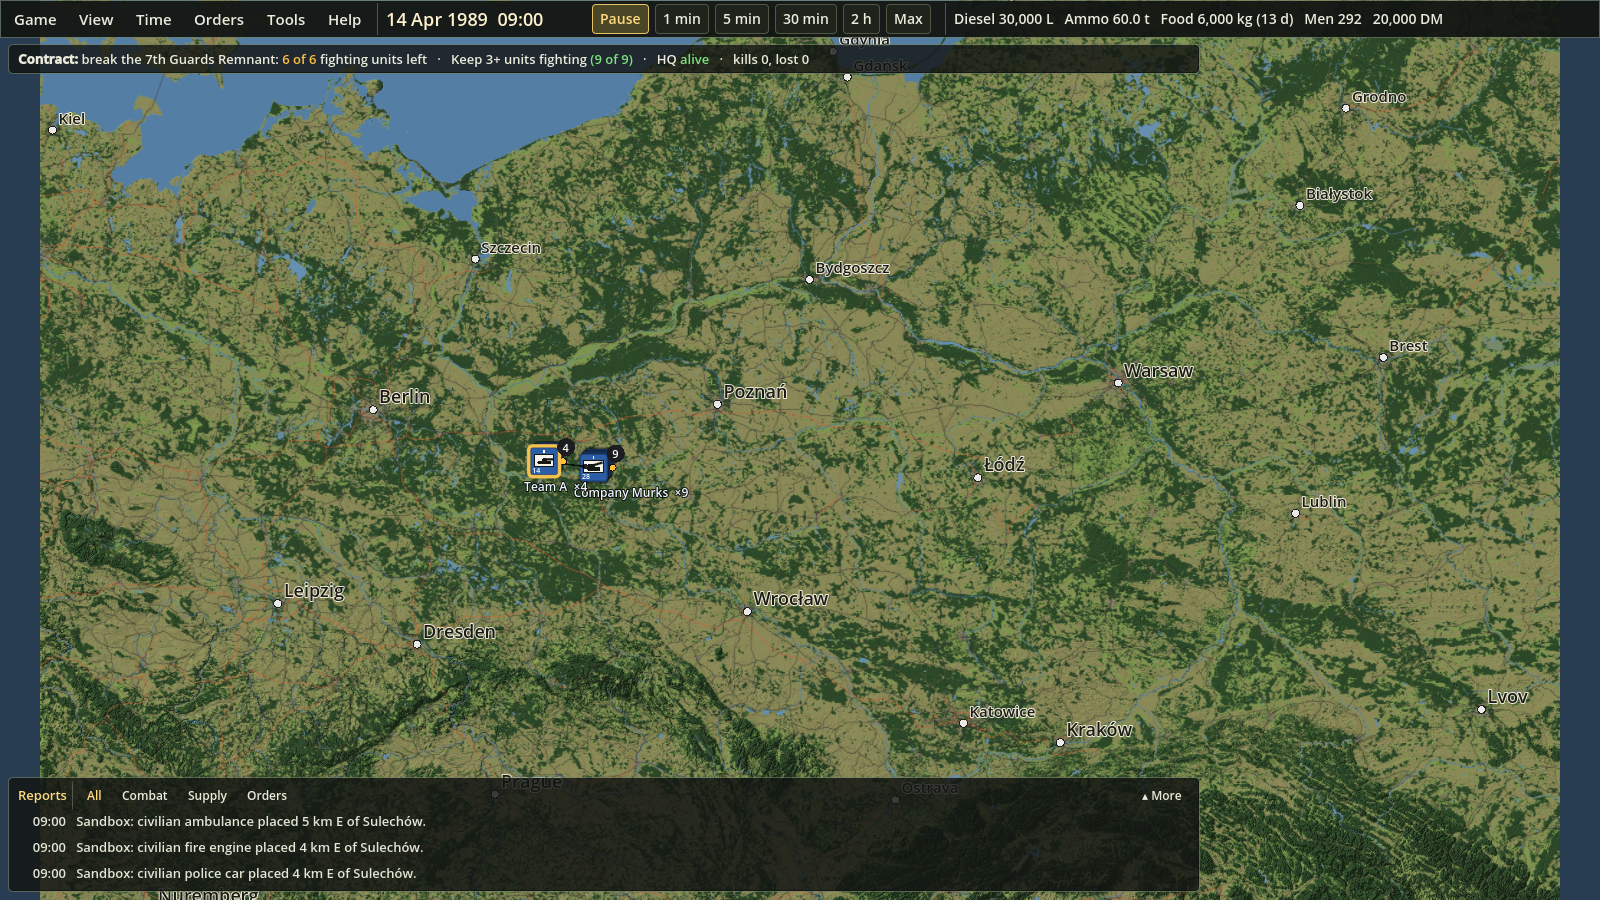 Game View Time Orders Tools Help 14 Apr 1989 09:00 Pause 1 min 5 min 30 min 2 h Max Diesel 30,000 L Ammo 60.0 t Food 6,000 kg (13 d) Men 292 20,000 DM
Contract: break the 7th Guards Remnant: 6 of 6 fighting units left · Keep 3+ units fighting (9 of 9) · HQ alive · kills 0, lost 0
Gdynia
Gdańsk
Grodno
Kiel
Białystok
Szczecin
Bydgoszcz
Brest
Warsaw
Poznań
Berlin
4
9
14
28
Team A ×4
Company Murks ×9
Łódź
Lublin
Leipzig
Wrocław
Dresden
Lvov
Katowice
Kraków
Prague
Ostrava
Reports All Combat Supply Orders ▴ More
09:00 Sandbox: civilian ambulance placed 5 km E of Sulechów.
09:00 Sandbox: civilian fire engine placed 4 km E of Sulechów.
09:00 Sandbox: civilian police car placed 4 km E of Sulechów.
Nuremberg